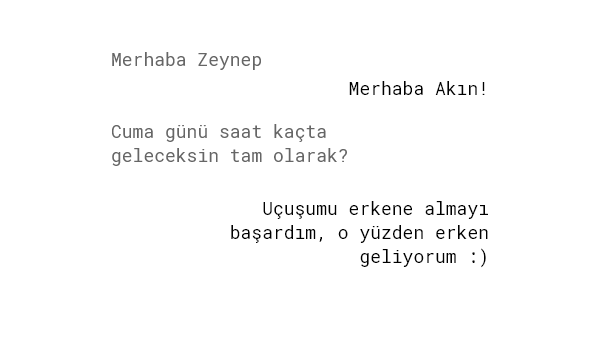 Merhaba Zeynep
Merhaba Akın!
Cuma günü saat kaçta
geleceksin tam olarak?
Uçuşumu erkene almayı
başardım, o yüzden erken
geliyorum :)